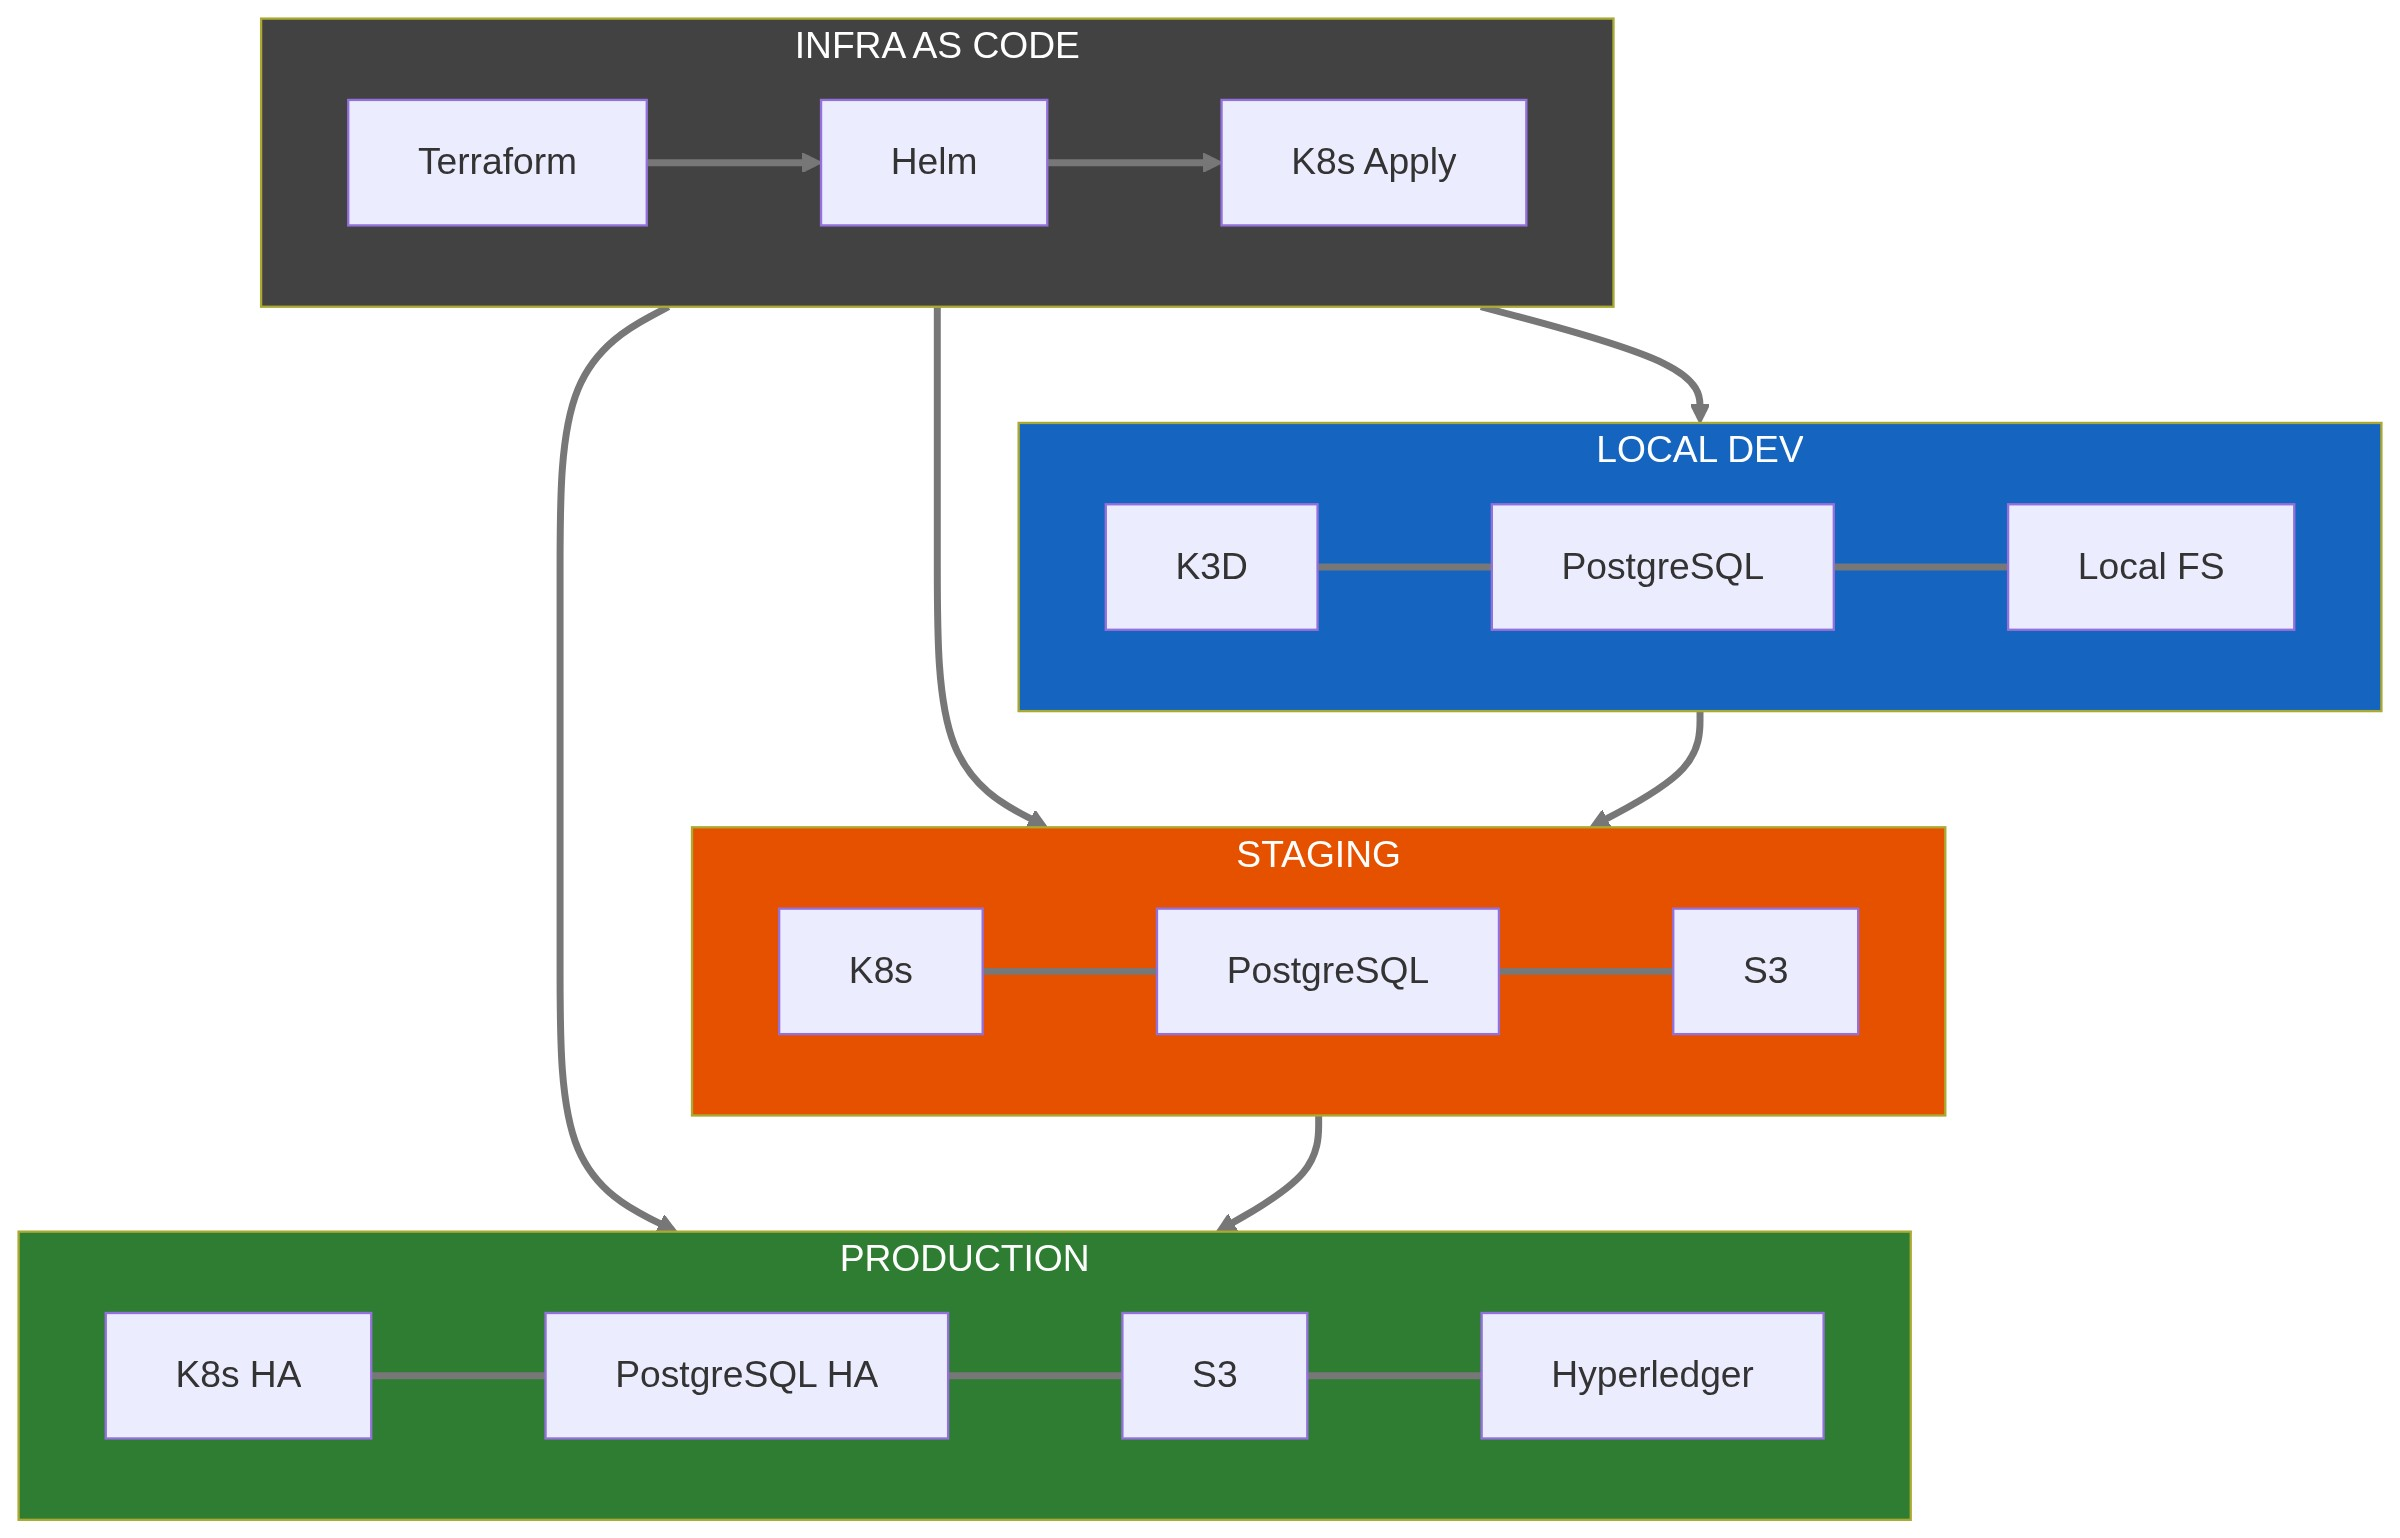 INFRA AS CODE
Terraform
Helm
K8s Apply
LOCAL DEV
K3D
PostgreSQL
Local FS
STAGING
K8s
PostgreSQL
S3
PRODUCTION
K8s HA
PostgreSQL HA
S3
Hyperledger